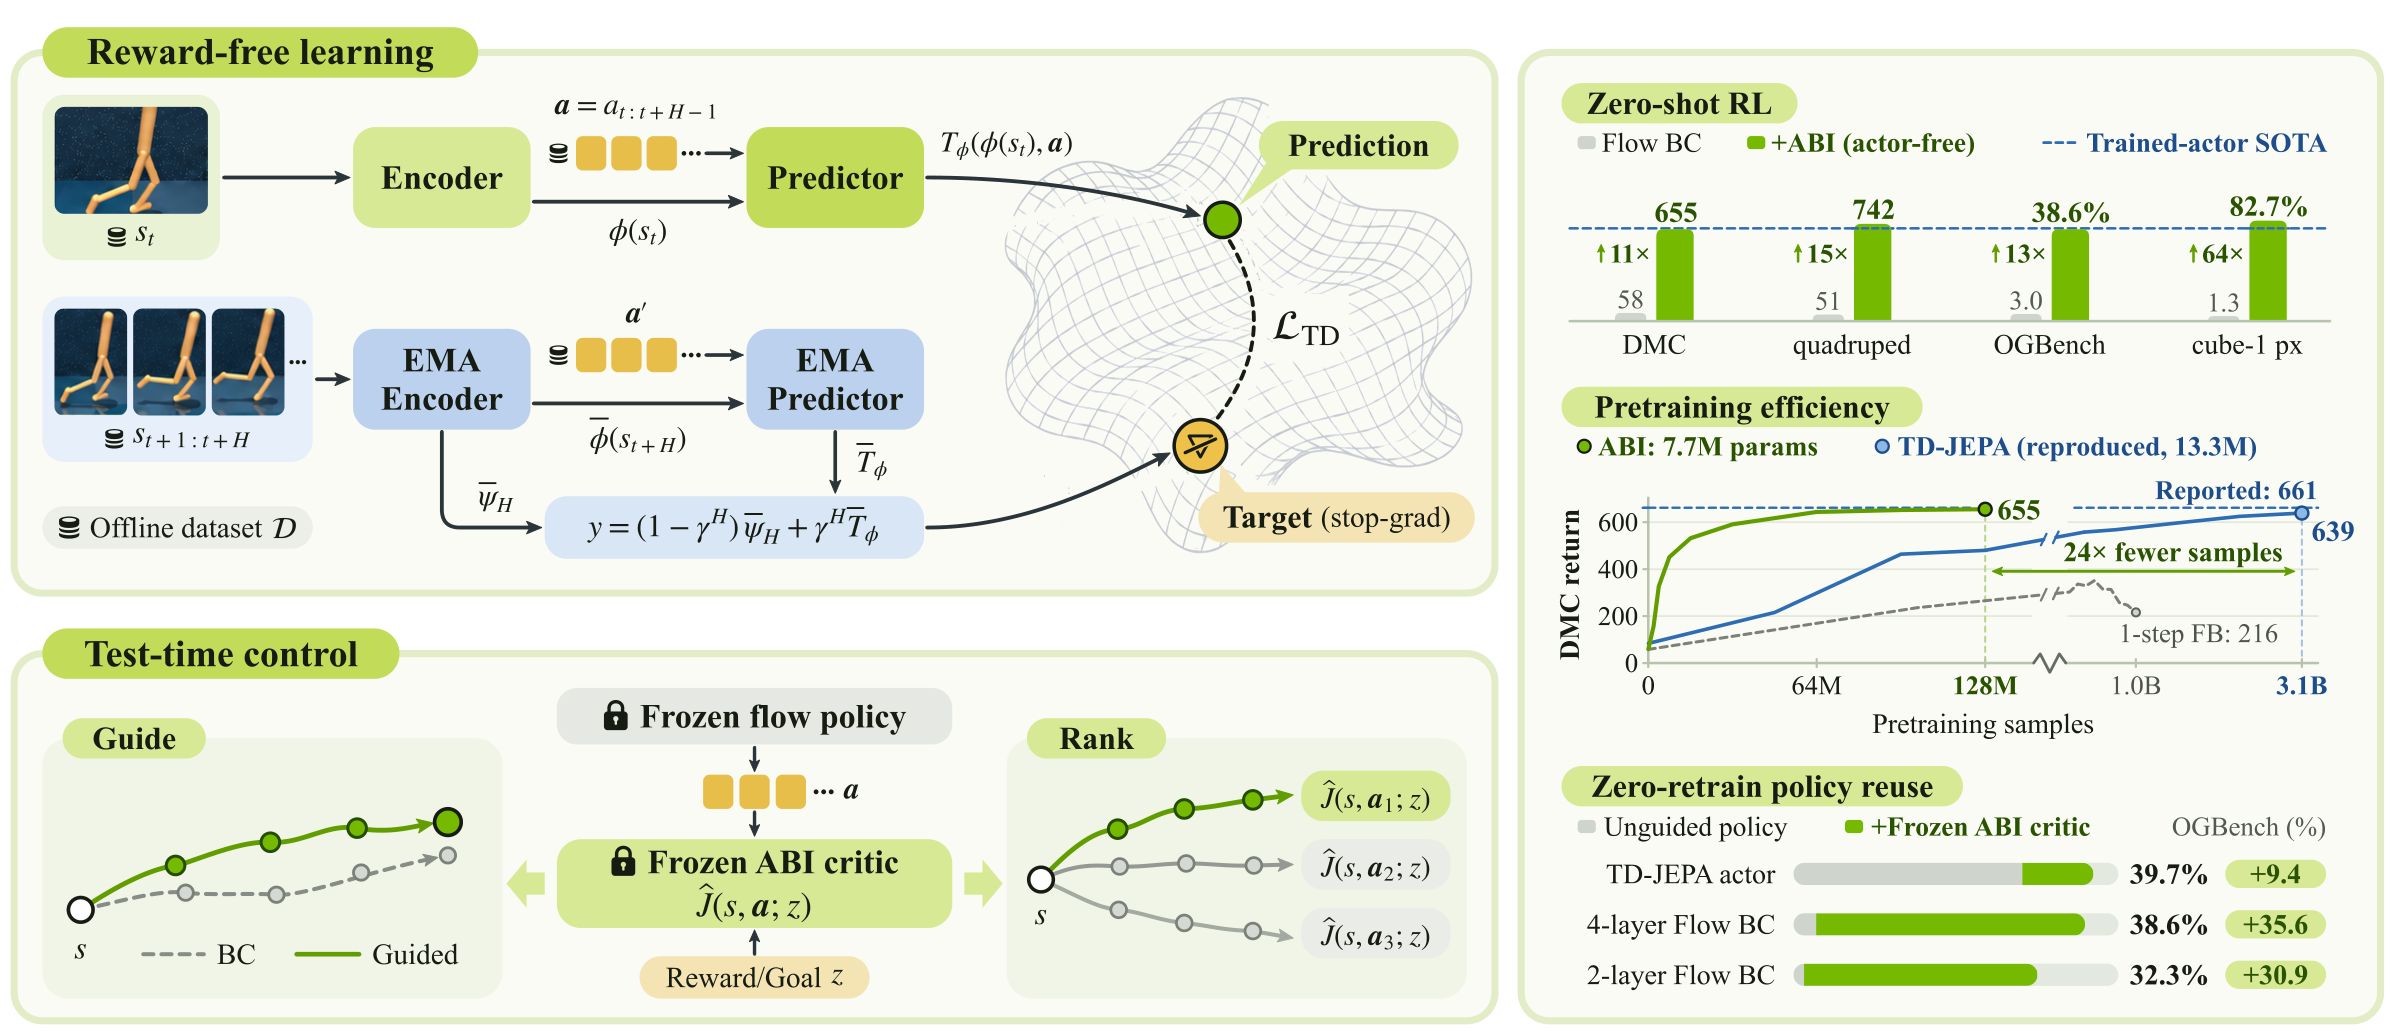 Reward-free learning
s_t
Encoder
a = a_{t:t+H−1}
ϕ(s_t)
Predictor
T_ϕ(ϕ(s_t), a)
Prediction
s_{t+1:t+H}
EMA
Encoder
a′
ϕ̅(s_{t+H})
EMA
Predictor
T̅_ϕ
ψ̅_H
ℒ_TD
Offline dataset 𝒟
y = (1 − γ^H) ψ̅_H + γ^H T̅_ϕ
Target (stop-grad)
Test-time control
Guide
s
BC
Guided
Frozen flow policy
··· a
Frozen ABI critic
Ĵ(s, a; z)
Reward/Goal z
Rank
s
Ĵ(s, a₁; z)
Ĵ(s, a₂; z)
Ĵ(s, a₃; z)
Zero-shot RL
Flow BC
+ABI (actor-free)
Trained-actor SOTA
655
742
38.6%
82.7%
↑11×
↑15×
↑13×
↑64×
58
51
3.0
1.3
DMC
quadruped
OGBench
cube-1 px
Pretraining efficiency
ABI: 7.7M params
TD-JEPA (reproduced, 13.3M)
Reported: 661
655
639
24× fewer samples
1-step FB: 216
DMC return
600
400
200
0
0
64M
128M
1.0B
3.1B
Pretraining samples
Zero-retrain policy reuse
Unguided policy
+Frozen ABI critic
OGBench (%)
TD-JEPA actor 39.7% +9.4
4-layer Flow BC 38.6% +35.6
2-layer Flow BC 32.3% +30.9